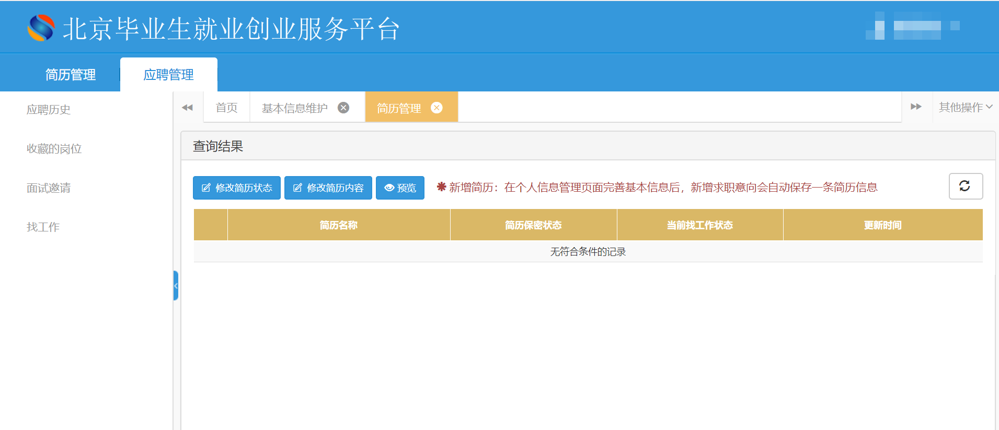 北京毕业生就业创业服务平台
简历管理 应聘管理
应聘历史
收藏的岗位
面试邀请
找工作
首页 基本信息维护 简历管理 其他操作
查询结果
修改简历状态 修改简历内容 预览 ✱新增简历：在个人信息管理页面完善基本信息后，新增求职意向会自动保存一条简历信息
简历名称 简历保密状态 当前找工作状态 更新时间
无符合条件的记录